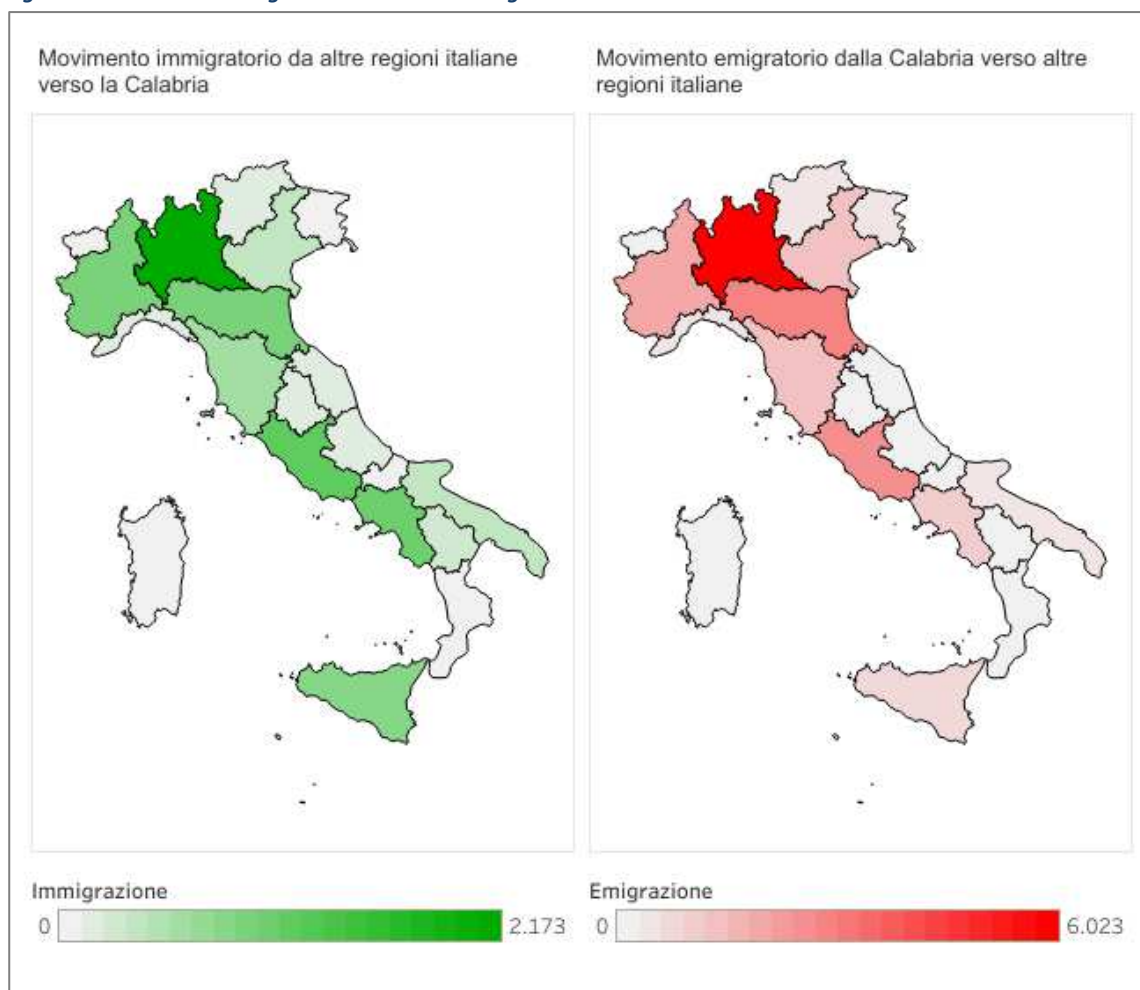 Movimento immigratorio da altre regioni italiane
verso la Calabria
Movimento emigratorio dalla Calabria verso altre
regioni italiane
Immigrazione
0 2.173
Emigrazione
0 6.023